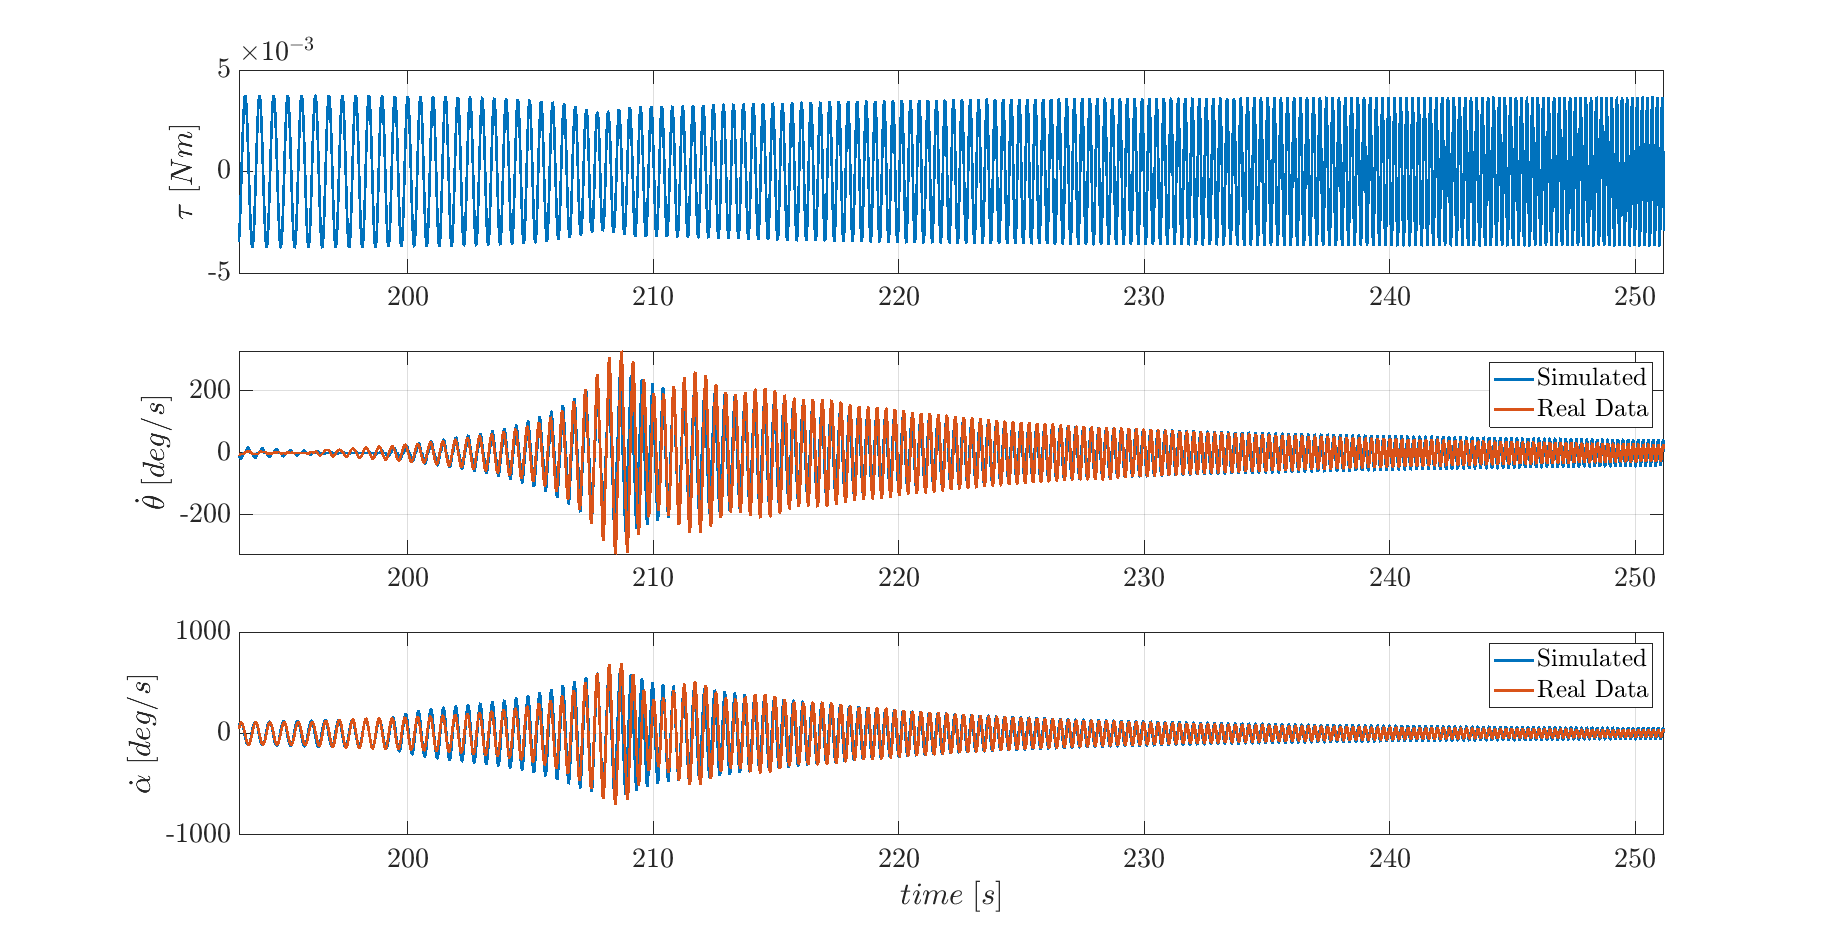 ×10⁻³
5
0
-5
τ [Nm]
200 210 220 230 240 250
200
0
-200
θ̇ [deg/s]
Simulated
Real Data
200 210 220 230 240 250
1000
0
-1000
α̇ [deg/s]
Simulated
Real Data
200 210 220 230 240 250
time [s]